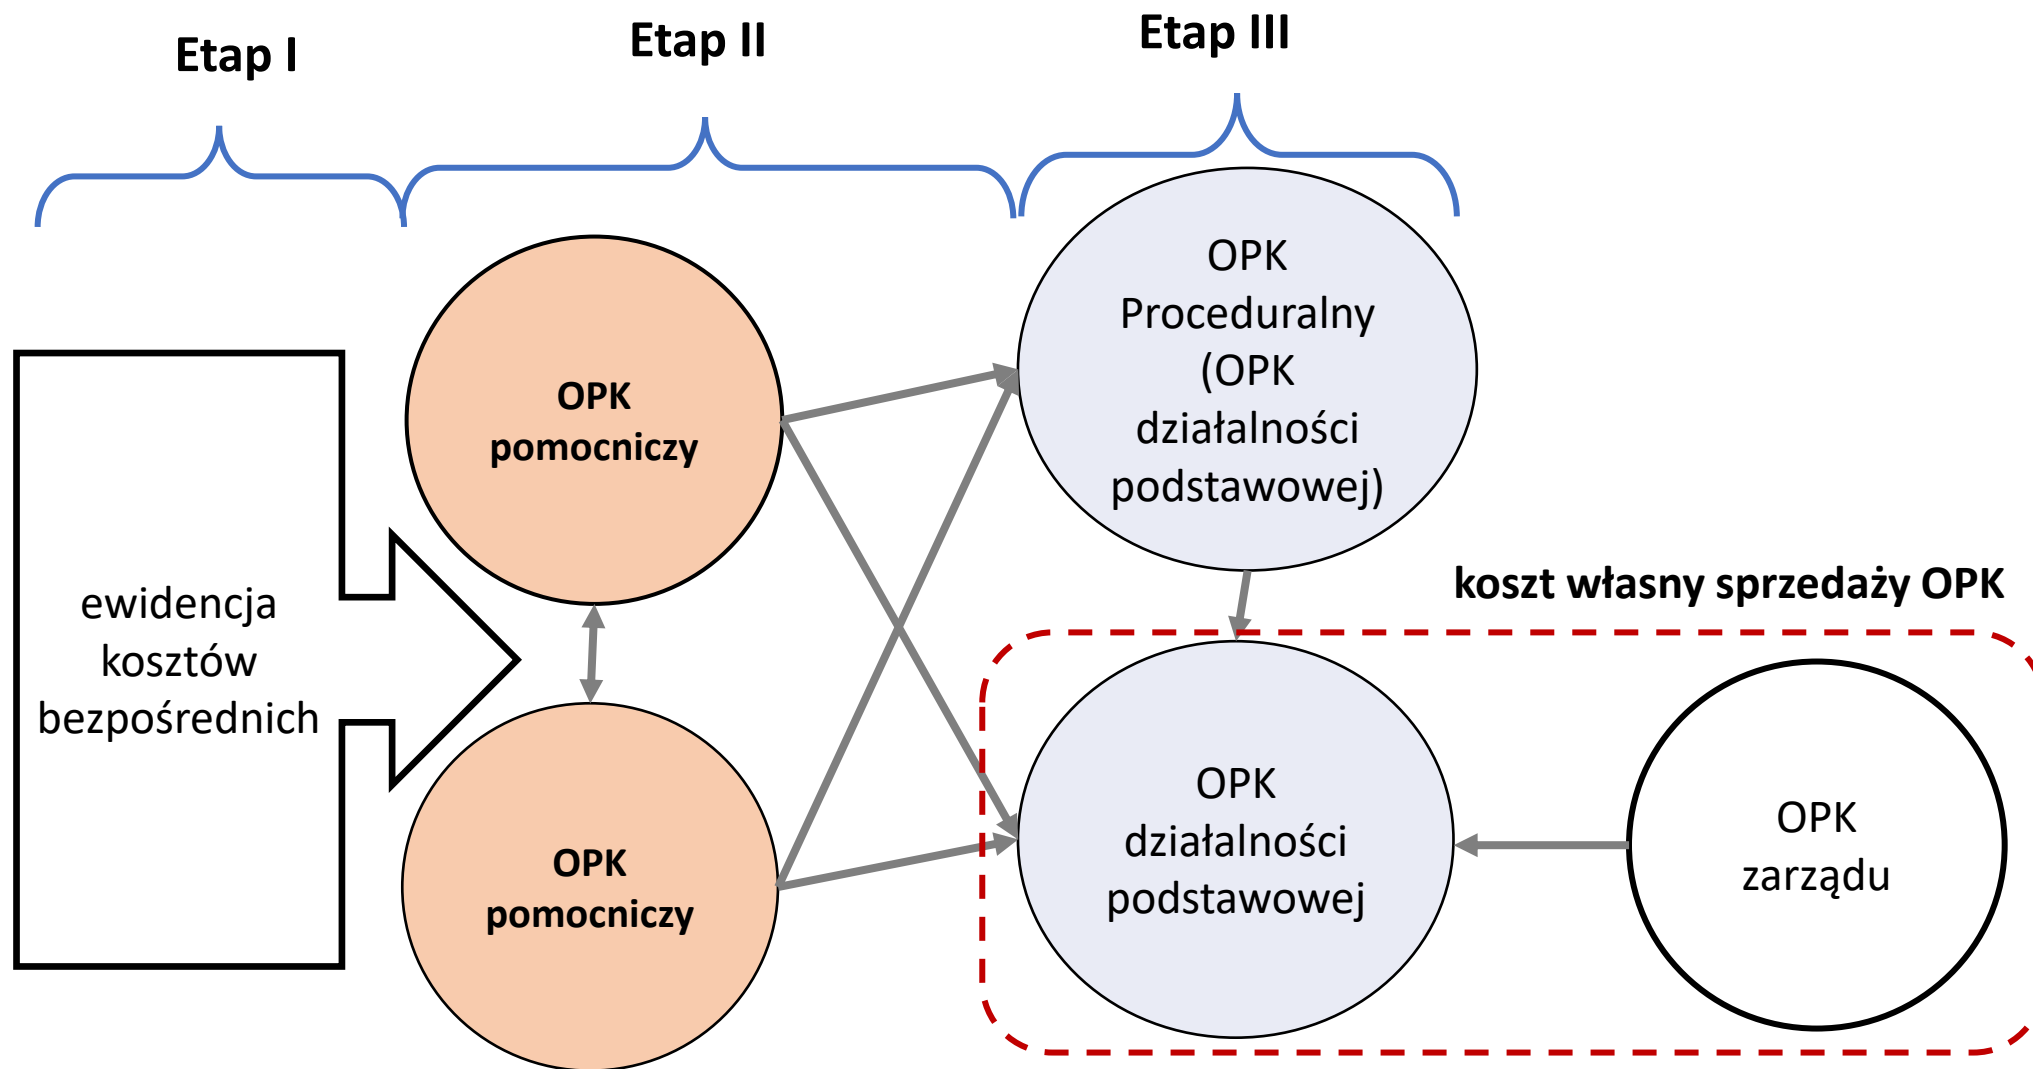 Etap I
Etap II
Etap III
ewidencja
kosztów
bezpośrednich
OPK
pomocniczy
OPK
pomocniczy
OPK
Proceduralny
(OPK
działalności
podstawowej)
koszt własny sprzedaży OPK
OPK
działalności
podstawowej
OPK
zarządu